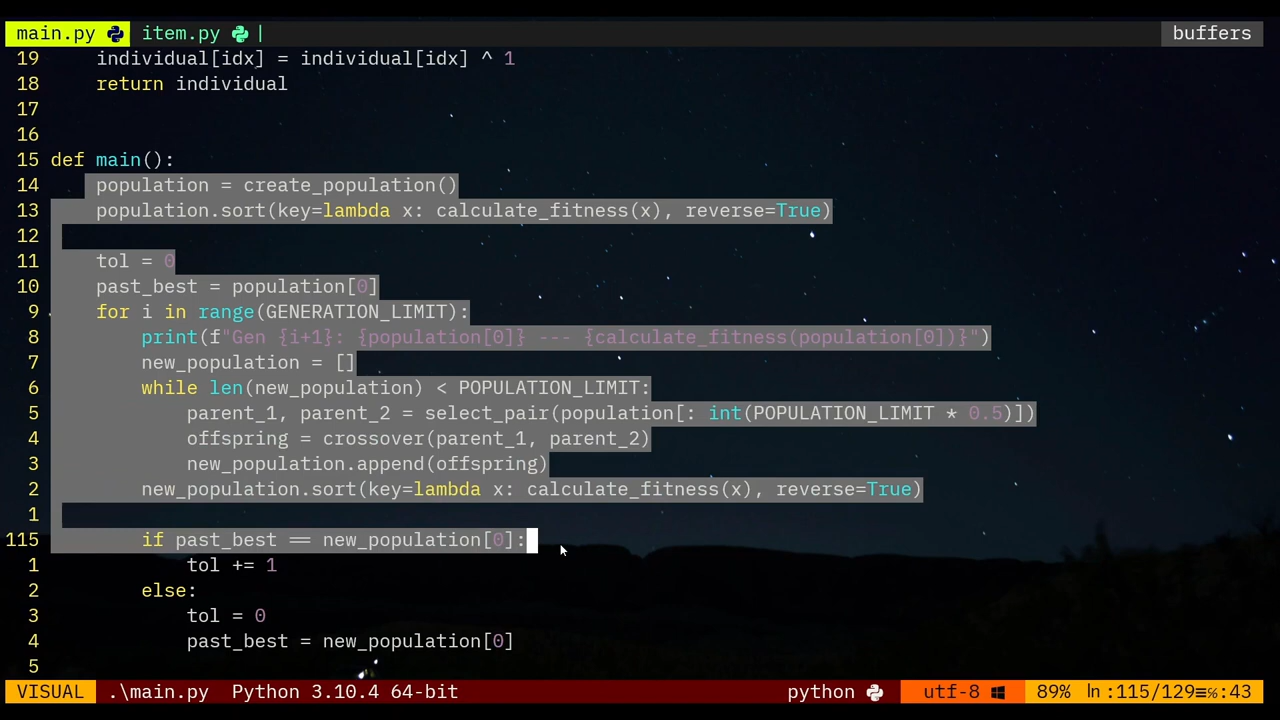 main.py item.py | buffers
19 individual[idx] = individual[idx] ^ 1
18 return individual
17
16
15 def main():
14 population = create_population()
13 population.sort(key=lambda x: calculate_fitness(x), reverse=True)
12
11 tol = 0
10 past_best = population[0]
9 for i in range(GENERATION_LIMIT):
8 print(f"Gen {i+1}: {population[0]} --- {calculate_fitness(population[0])}")
7 new_population = []
6 while len(new_population) < POPULATION_LIMIT:
5 parent_1, parent_2 = select_pair(population[: int(POPULATION_LIMIT * 0.5)])
4 offspring = crossover(parent_1, parent_2)
3 new_population.append(offspring)
2 new_population.sort(key=lambda x: calculate_fitness(x), reverse=True)
1
115 if past_best == new_population[0]:
1 tol += 1
2 else:
3 tol = 0
4 past_best = new_population[0]
5
VISUAL .\main.py Python 3.10.4 64-bit python utf-8 89% ln :115/129≡℅:43